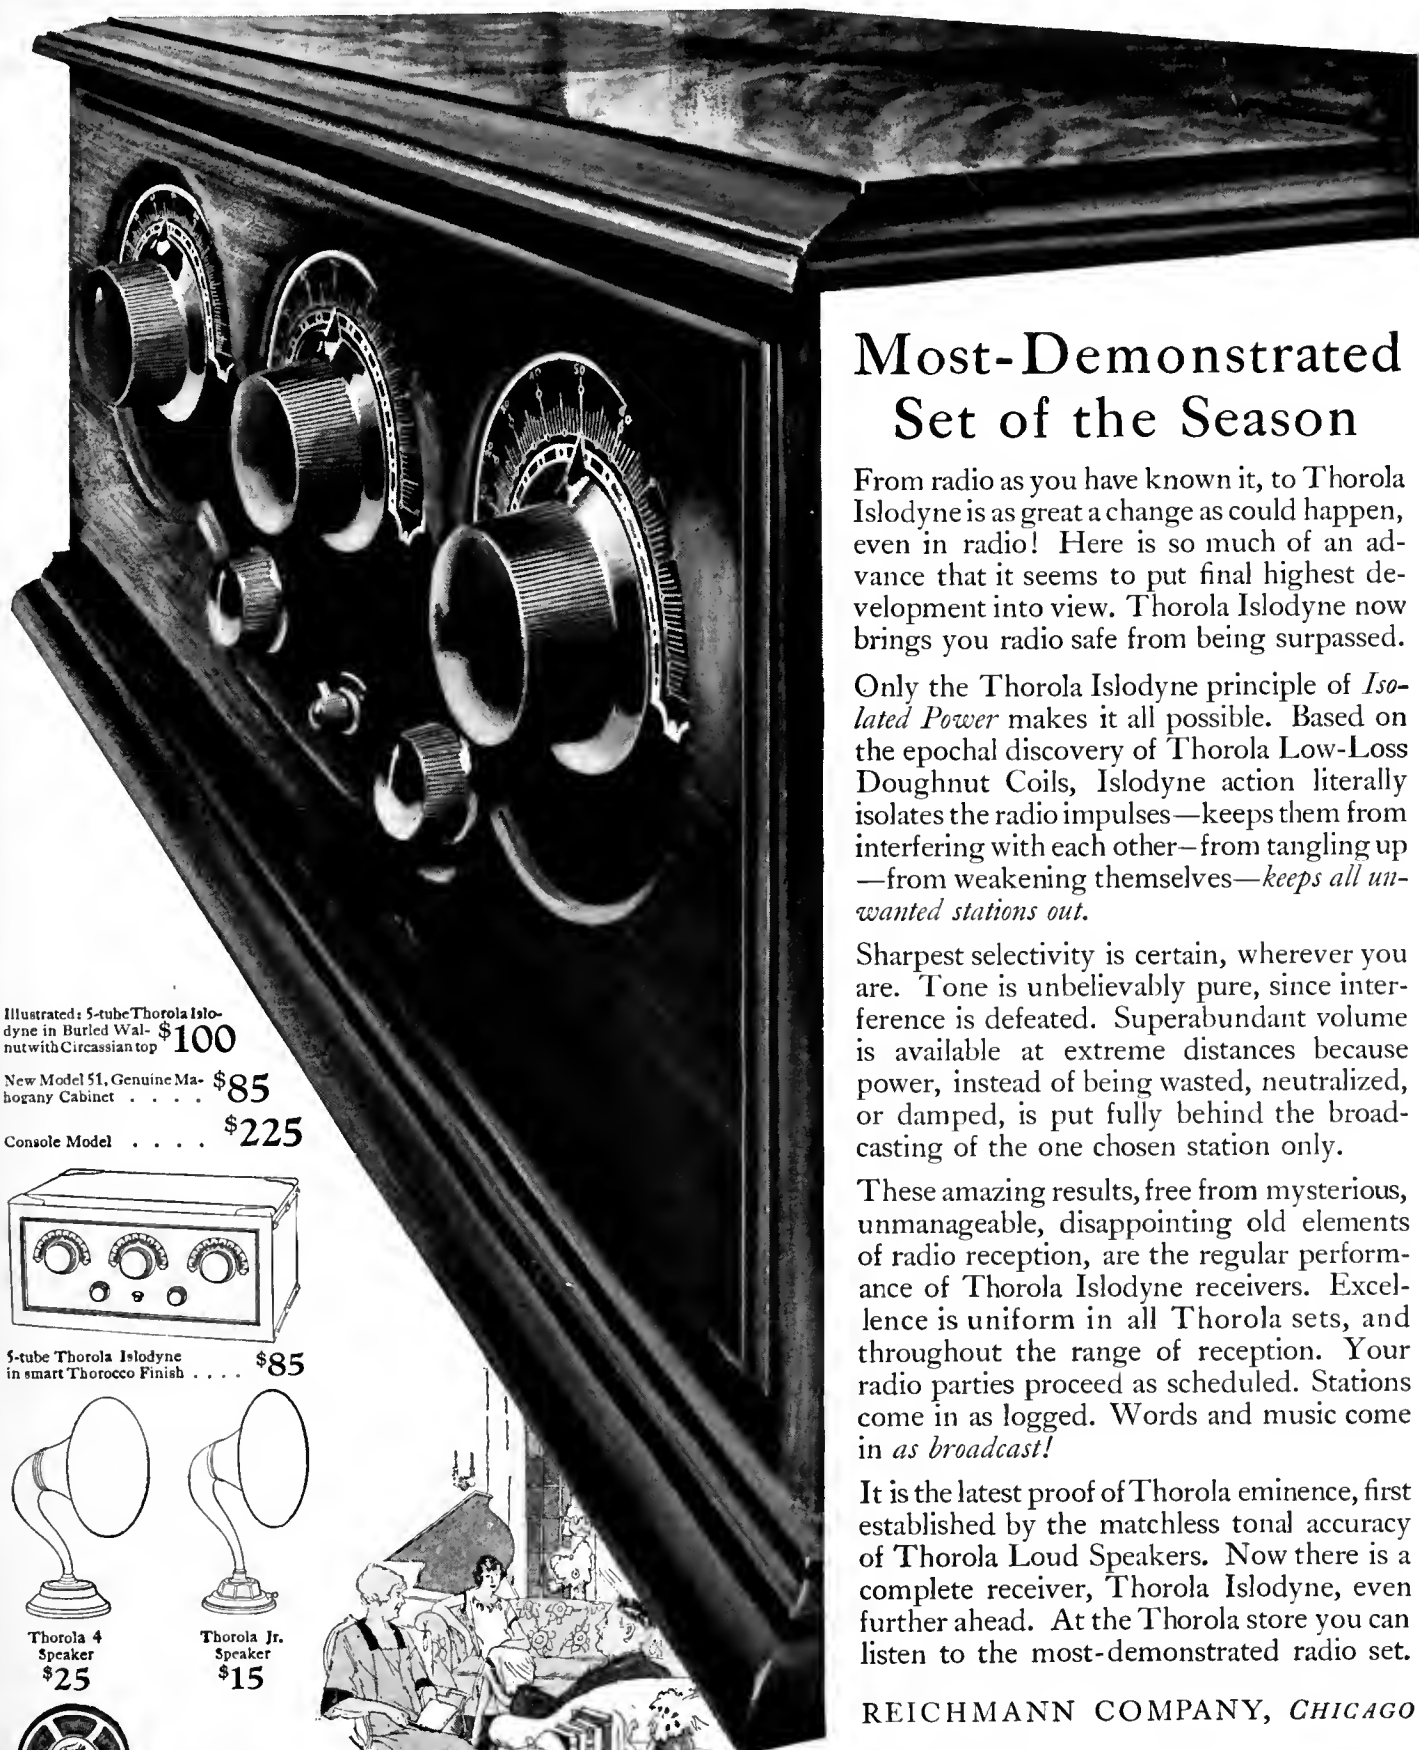 Most-Demonstrated
Set of the Season
From radio as you have known it, to Thorola
Islodyne is as great a change as could happen,
even in radio! Here is so much of an ad-
vance that it seems to put final highest de-
velopment into view. Thorola Islodyne now
brings you radio safe from being surpassed.
Only the Thorola Islodyne principle of Iso-
lated Power makes it all possible. Based on
the epochal discovery of Thorola Low-Loss
Doughnut Coils, Islodyne action literally
isolates the radio impulses—keeps them from
interfering with each other—from tangling up
—from weakening themselves—keeps all un-
wanted stations out.
Sharpest selectivity is certain, wherever you
are. Tone is unbelievably pure, since inter-
ference is defeated. Superabundant volume
is available at extreme distances because
power, instead of being wasted, neutralized,
or damped, is put fully behind the broad-
casting of the one chosen station only.
These amazing results, free from mysterious,
unmanageable, disappointing old elements
of radio reception, are the regular perform-
ance of Thorola Islodyne receivers. Excel-
lence is uniform in all Thorola sets, and
throughout the range of reception. Your
radio parties proceed as scheduled. Stations
come in as logged. Words and music come
in as broadcast!
It is the latest proof of Thorola eminence, first
established by the matchless tonal accuracy
of Thorola Loud Speakers. Now there is a
complete receiver, Thorola Islodyne, even
further ahead. At the Thorola store you can
listen to the most-demonstrated radio set.
REICHMANN COMPANY, CHICAGO
Illustrated: 5-tube Thorola Islo-
dyne in Burled Wal- $100
nut with Circassian top
New Model 51, Genuine Ma- $85
hogany Cabinet . . . .
Console Model . . . . $225
5-tube Thorola Islodyne
in smart Thorocco Finish . . . . $85
Thorola 4
Speaker
$25
Thorola Jr.
Speaker
$15
40
50